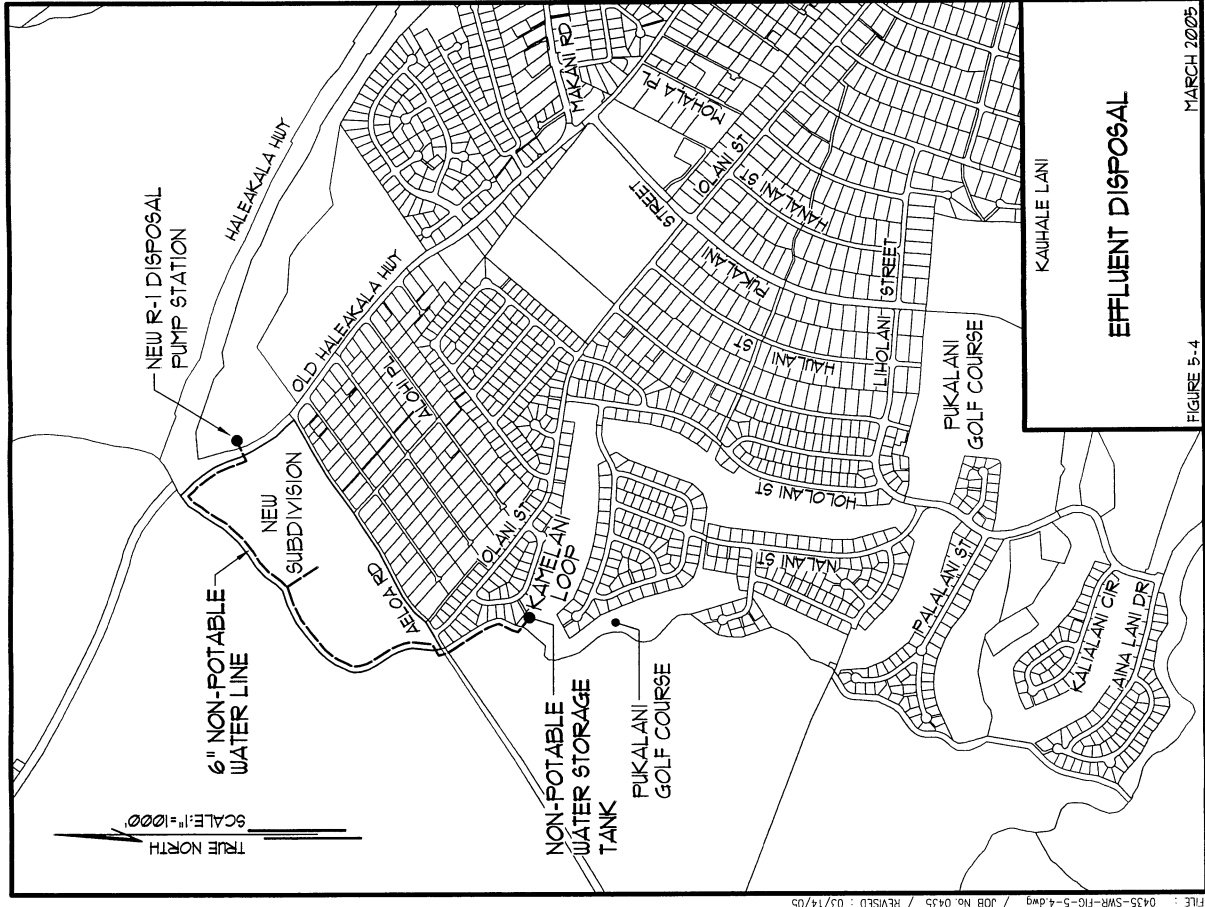 NEW R-1 DISPOSAL
PUMP STATION
HALEAKALA HWY
MAKANI RD
MOHALA PL
OLD HALEAKALA HWY
STREET
OLANI ST
HANALANI ST
ALOHI PL
PUKALANI
NEW
SUBDIVISION
6" NON-POTABLE
WATER LINE
AELOA RD
OLANI ST
KAMELANI
LOOP
ST
HAULANI
LIHOLANI
STREET
PUKALANI
GOLF COURSE
HOLOLANI ST
INALANI ST
PALALANI ST
KALIALANI CIR
AINA LANI DR
NON-POTABLE
WATER STORAGE
TANK
PUKALANI
GOLF COURSE
TRUE NORTH
SCALE: 1"=1000'
KAUHALE LANI
EFFLUENT DISPOSAL
FIGURE 5-4
MARCH 2005
FILE : 0435-SWR-FIG-5-4.dwg / JOB No. 0435 / REVISED : 03/14/05